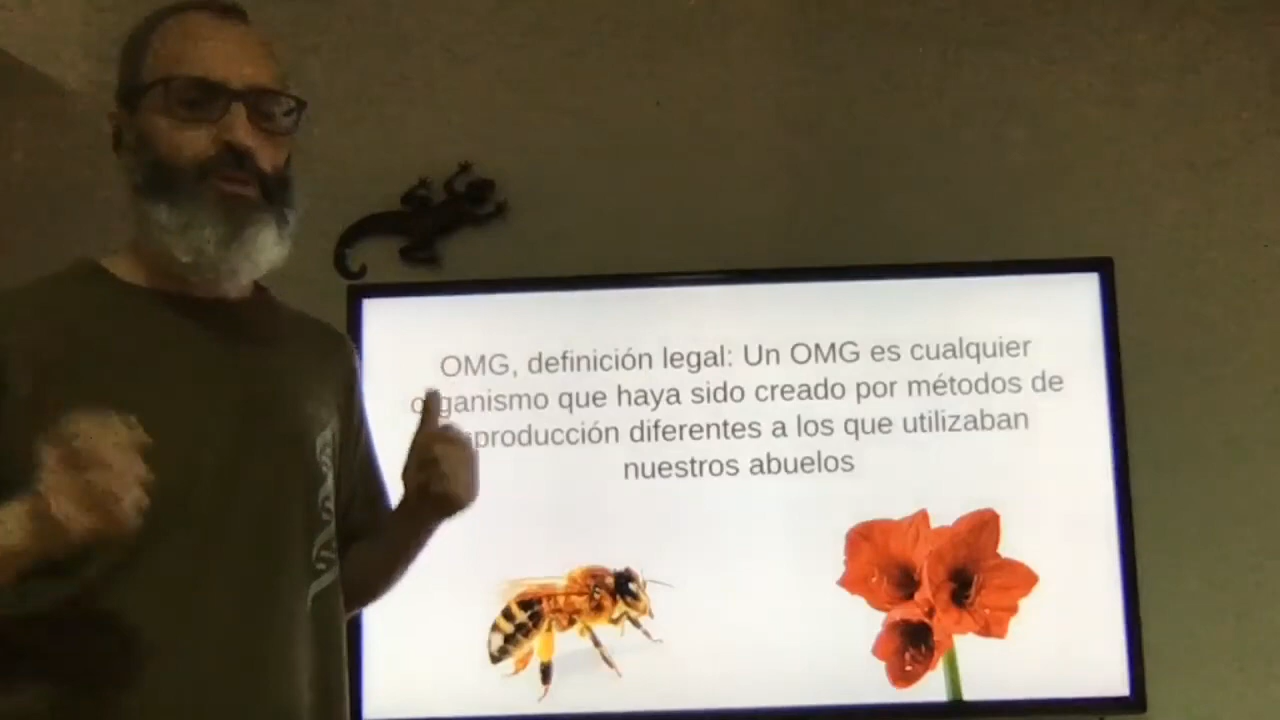 OMG, definición legal: Un OMG es cualquier
organismo que haya sido creado por métodos de
producción diferentes a los que utilizaban
nuestros abuelos